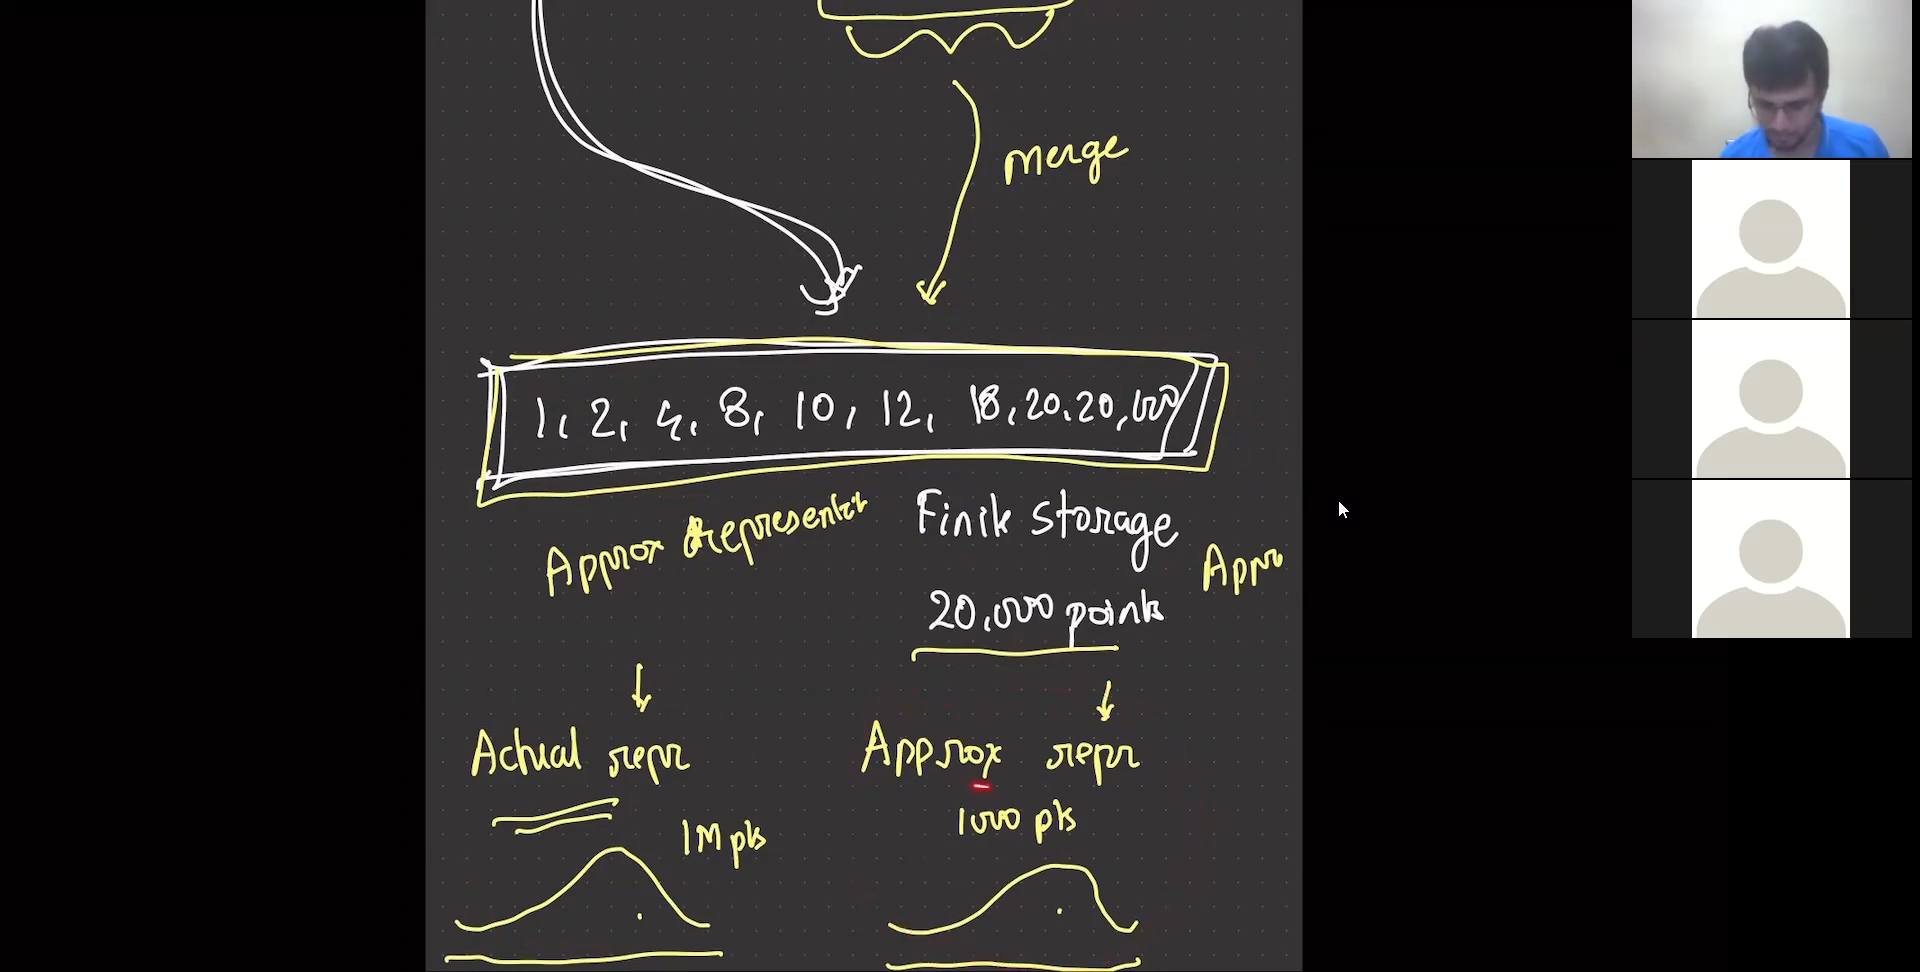 merge
1, 2, 4, 8, 10, 12, 18, 20, 20, 100
Approx
Finite storage
Appr
20,000 points
Actual repr
Approx repr
1M pts
1000 pts